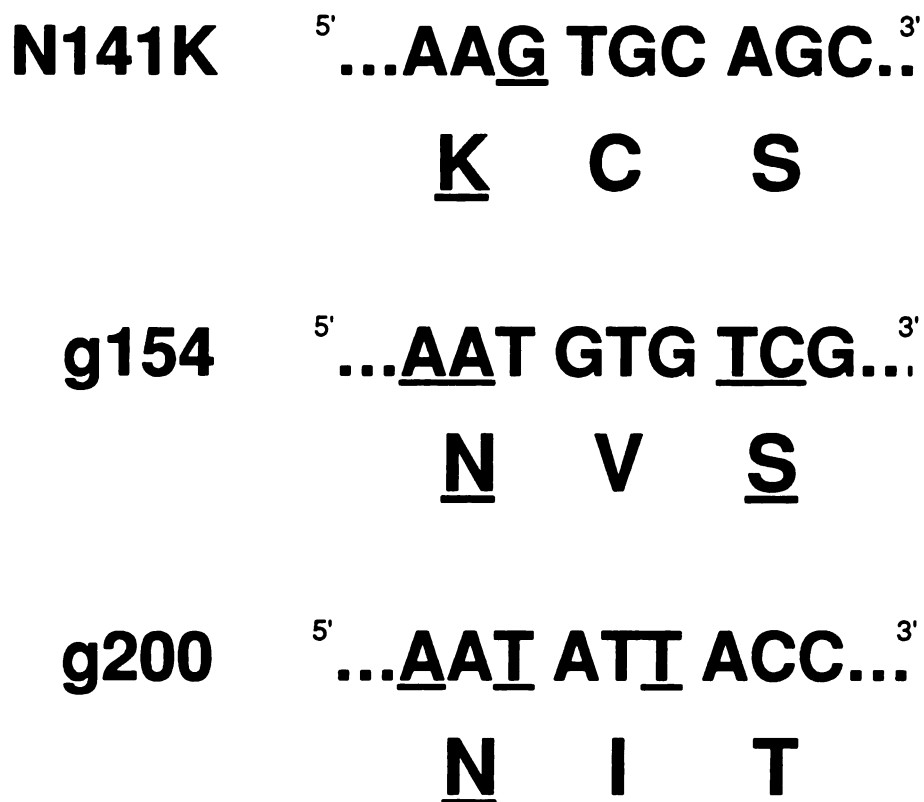 N141K 5' ...AAG TGC AGC.. 3'
K C S
g154 5' ...AAT GTG TCG... 3'
N V S
g200 5' ...AAT ATT ACC... 3'
N I T